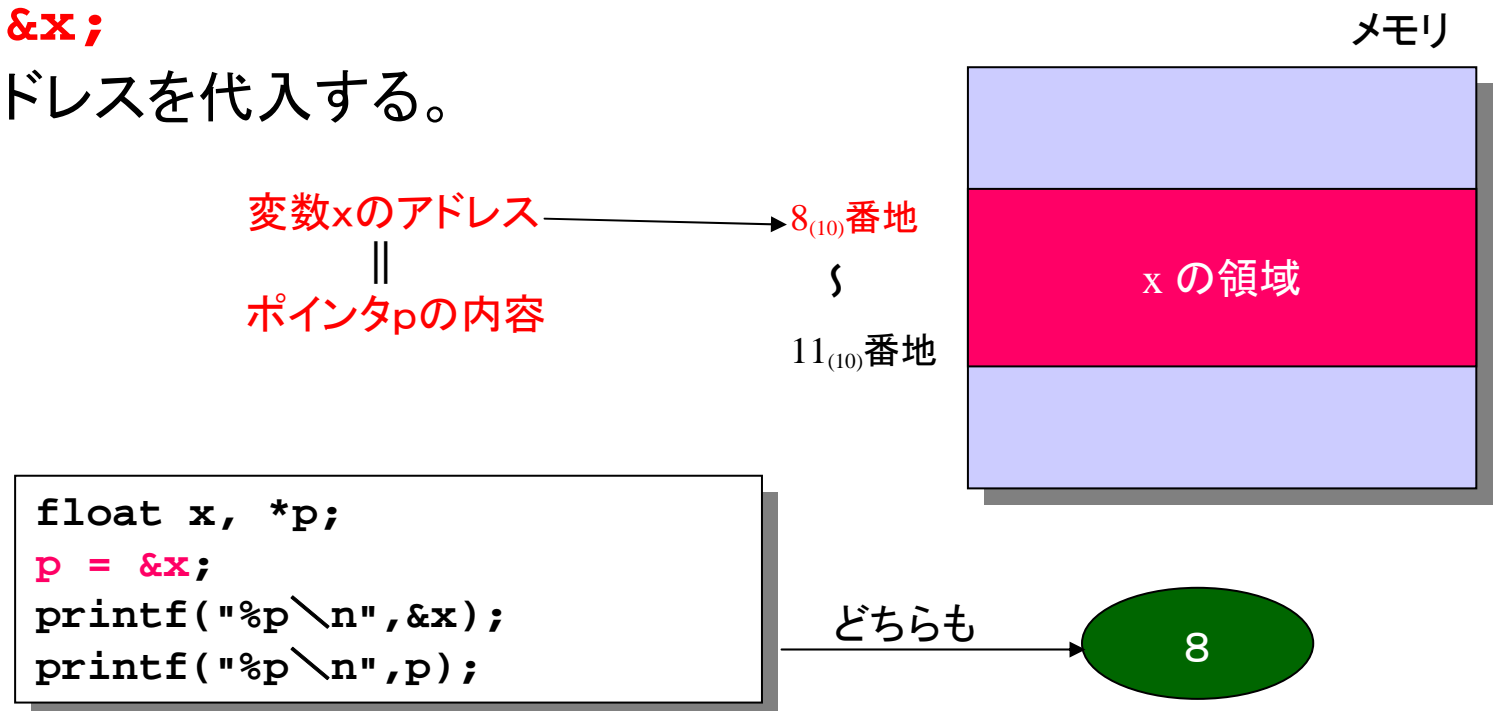 &x;
ドレスを代入する。
メモリ
変数xのアドレス
||
ポインタpの内容
8(10)番地
〜
11(10)番地
x の領域
float x, *p;
p = &x;
printf("%p\n",&x);
printf("%p\n",p);
どちらも
８